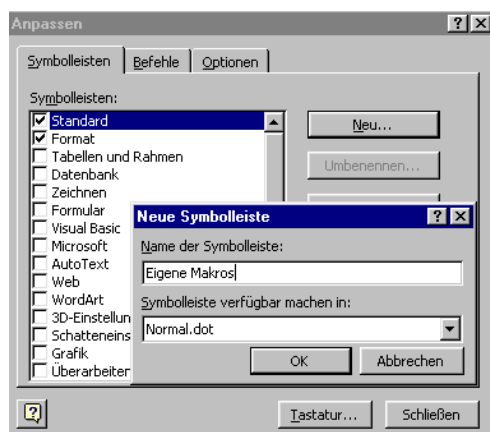 Anpassen
Symbolleisten Befehle Optionen
Symbolleisten:
Standard
Neu...
Format
Tabellen und Rahmen
Umbenennen...
Datenbank
Zeichnen
Formular
Visual Basic
Microsoft
AutoText
Web
WordArt
3D-Einstellun
Schatteneins
Grafik
Überarbeiter
Neue Symbolleiste
Name der Symbolleiste:
Eigene Makros
Symbolleiste verfügbar machen in:
Normal.dot
OK Abbrechen
Tastatur... Schließen